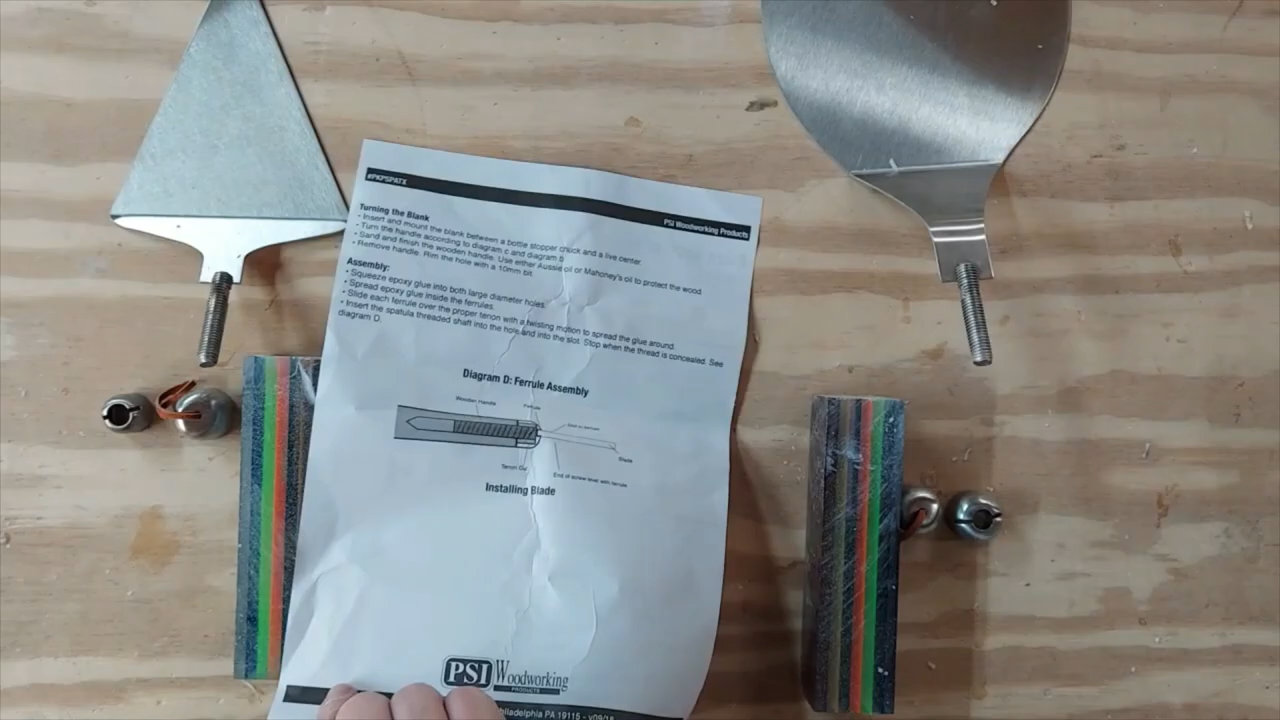 #PKPSPATX
PSI Woodworking Products
Turning the Blank
• Insert and mount the blank between a bottle stopper chuck and a live center.
• Turn the handle according to diagram c and diagram b
• Sand and finish the wooden handle. Use either Aussie oil or Mahoney's oil to protect the wood.
• Remove handle. Rim the hole with a 10mm bit.
Assembly:
• Squeeze epoxy glue into both large diameter holes.
• Spread epoxy glue inside the ferrules.
• Slide each ferrule over the proper tenon with a twisting motion to spread the glue around.
• Insert the spatula threaded shaft into the hole and into the slot. Stop when the thread is concealed. See
diagram D.
Diagram D: Ferrule Assembly
Wooden Handle
Ferrule
Blade
Tenon Cut
End of screw level with ferrule
Installing Blade
PSI Woodworking
PRODUCTS
Philadelphia PA 19115 - v09/18